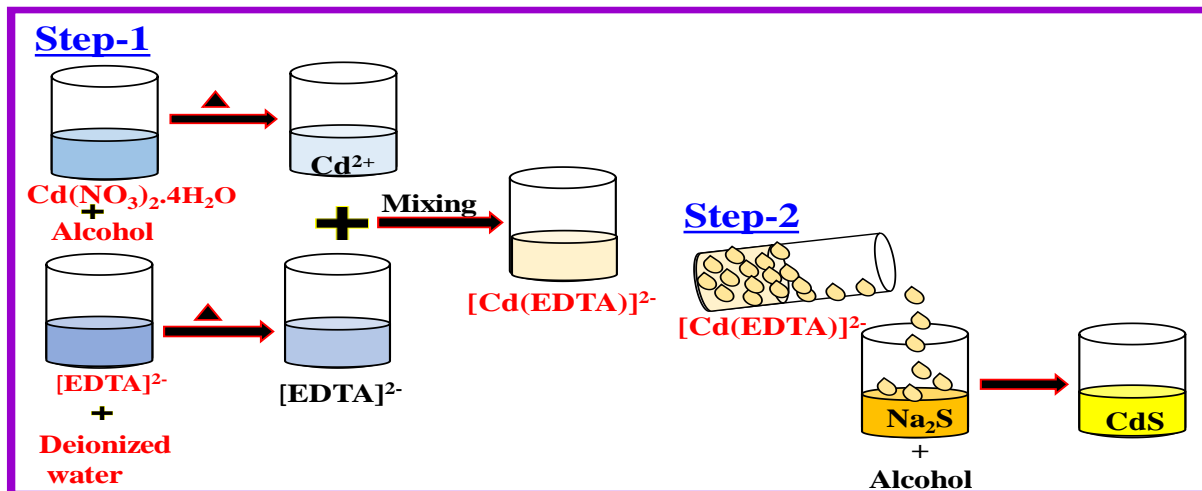 Step-1
Cd²⁺
Cd(NO₃)₂.4H₂O
+
Alcohol
+
Mixing
[Cd(EDTA)]²⁻
[EDTA]²⁻
+
Deionized
water
[EDTA]²⁻
Step-2
[Cd(EDTA)]²⁻
Na₂S
+
Alcohol
CdS